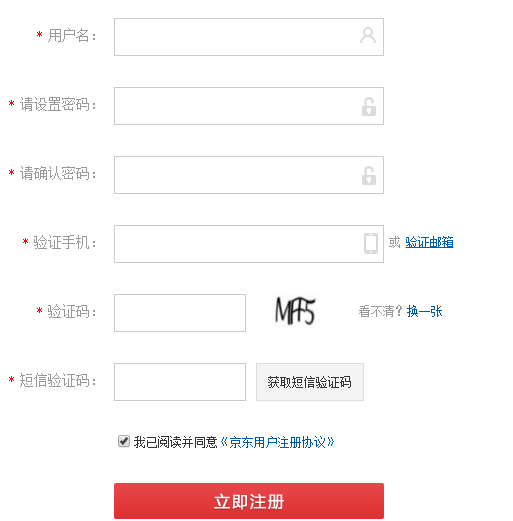 * 用户名：
* 请设置密码：
* 请确认密码：
* 验证手机： 或 验证邮箱
* 验证码： MFF5 看不清？换一张
* 短信验证码： 获取短信验证码
我已阅读并同意《京东用户注册协议》
立即注册